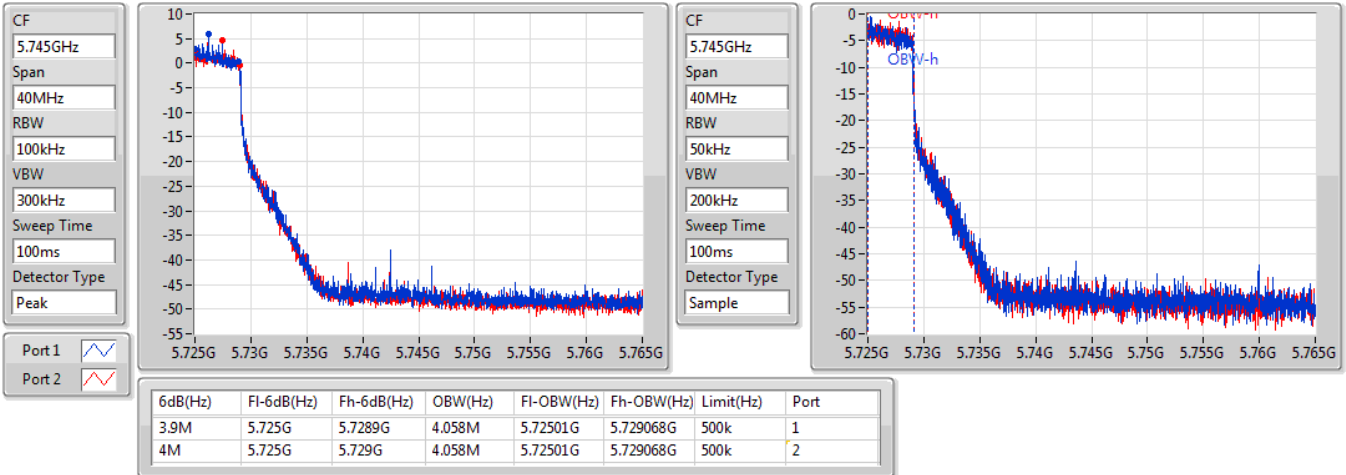 CF
5.745GHz
Span
40MHz
RBW
100kHz
VBW
300kHz
Sweep Time
100ms
Detector Type
Peak
10
5
0
-5
-10
-15
-20
-25
-30
-35
-40
-45
-50
-55
5.725G 5.73G 5.735G 5.74G 5.745G 5.75G 5.755G 5.76G 5.765G
CF
5.745GHz
Span
40MHz
RBW
50kHz
VBW
200kHz
Sweep Time
100ms
Detector Type
Sample
OBW-h
OBW-h
0
-5
-10
-15
-20
-25
-30
-35
-40
-45
-50
-55
-60
5.725G 5.73G 5.735G 5.74G 5.745G 5.75G 5.755G 5.76G 5.765G
Port 1
Port 2
6dB(Hz) Fl-6dB(Hz) Fh-6dB(Hz) OBW(Hz) Fl-OBW(Hz) Fh-OBW(Hz) Limit(Hz) Port
3.9M 5.725G 5.7289G 4.058M 5.72501G 5.729068G 500k 1
4M 5.725G 5.729G 4.058M 5.72501G 5.729068G 500k 2